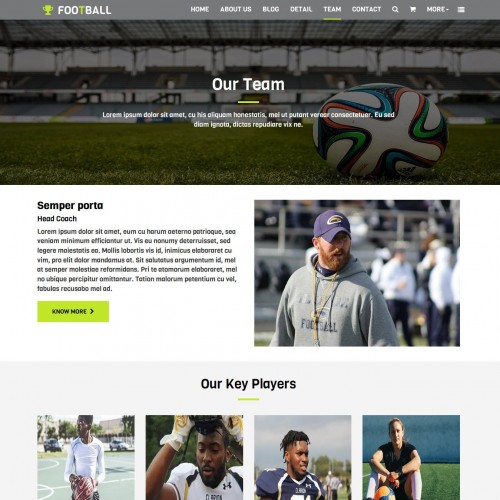 FOOTBALL
HOME ABOUT US BLOG DETAIL TEAM CONTACT MORE
Our Team
Lorem ipsum dolor sit amet, cu his aliquam honestatis, mel ut putant verear consectetuer. Eu sed
diam ignota, dictas repudiare vix ne.
Semper porta
Head Coach
Lorem ipsum dolor sit amet, eum cu harum aeterno patrioque, sea
veniam minimum efficiantur ut. Vis eu nonumy deterruisset, sed
legere maiestatis ea. Mollis lobortis vis id, inimicus elaboraret ea
vim, pro elit dolor mandamus at. Sit salutatus argumentum id, mel
at semper molestiae reformidans. Pri te atomorum elaboraret, mel
no ubique percipitur omittantur. Tation malorum petentium cu vel,
fabulas recusabo mel ad.
KNOW MORE
FOOTBALL
Our Key Players
CLARION
CLARION